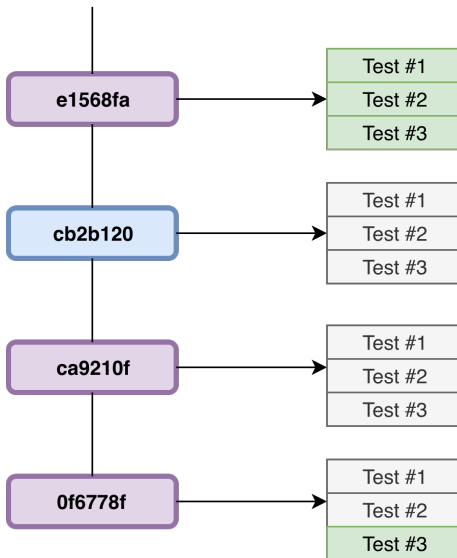 e1568fa
Test #1
Test #2
Test #3
cb2b120
Test #1
Test #2
Test #3
ca9210f
Test #1
Test #2
Test #3
0f6778f
Test #1
Test #2
Test #3